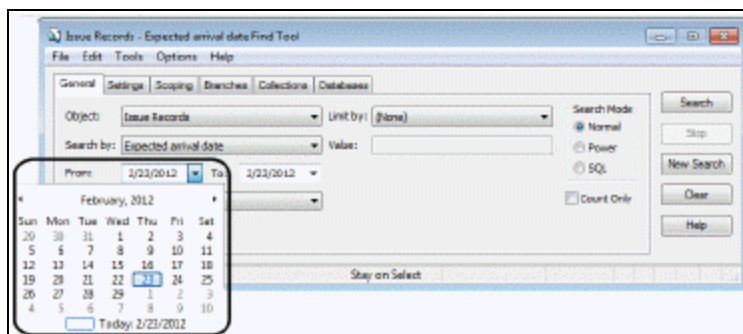 Issue Records - Expected arrival date Find Tool
File Edit Tools Options Help
General Settings Scoping Branches Collections Databases
Object: Issue Records Limit by: (None)
Search by: Expected arrival date Value:
From: 2/23/2012 To: 2/23/2012
Search Mode
Normal
Power
SQL
Count Only
Search
Stop
New Search
Clear
Help
February, 2012
Sun Mon Tue Wed Thu Fri Sat
29 30 31 1 2 3 4
5 6 7 8 9 10 11
12 13 14 15 16 17 18
19 20 21 22 23 24 25
26 27 28 29 1 2 3
4 5 6 7 8 9 10
Today: 2/23/2012
Stay on Select